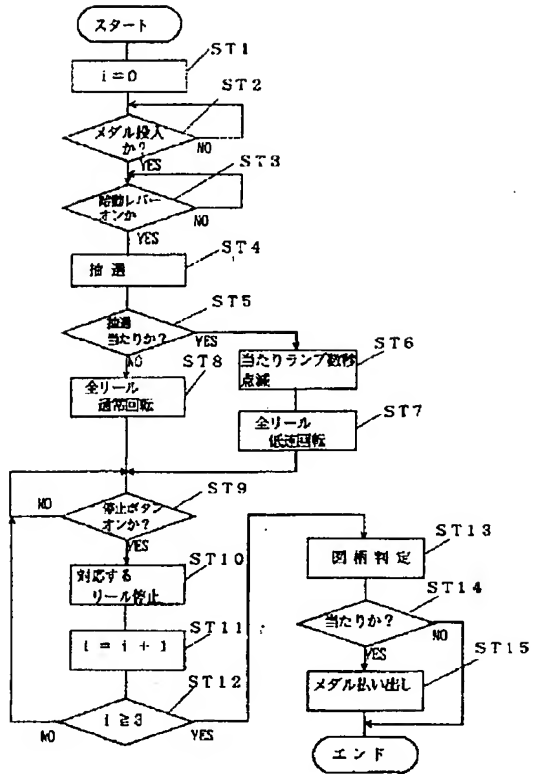 スタート
ST1
i=0
ST2
メダル投入
か?
NO
YES
ST3
始動レバー
オンか
NO
YES
ST4
抽選
ST5
抽選
当たりか?
YES
NO
ST6
当たりランプ数秒
点滅
ST8
全リール
通常回転
ST7
全リール
低速回転
ST9
停止ボタン
オンか?
NO
YES
ST10
対応する
リール停止
ST11
i=i+1
ST12
i≧3
NO
YES
ST13
図柄判定
ST14
当たりか?
NO
YES
ST15
メダル払い出し
エンド